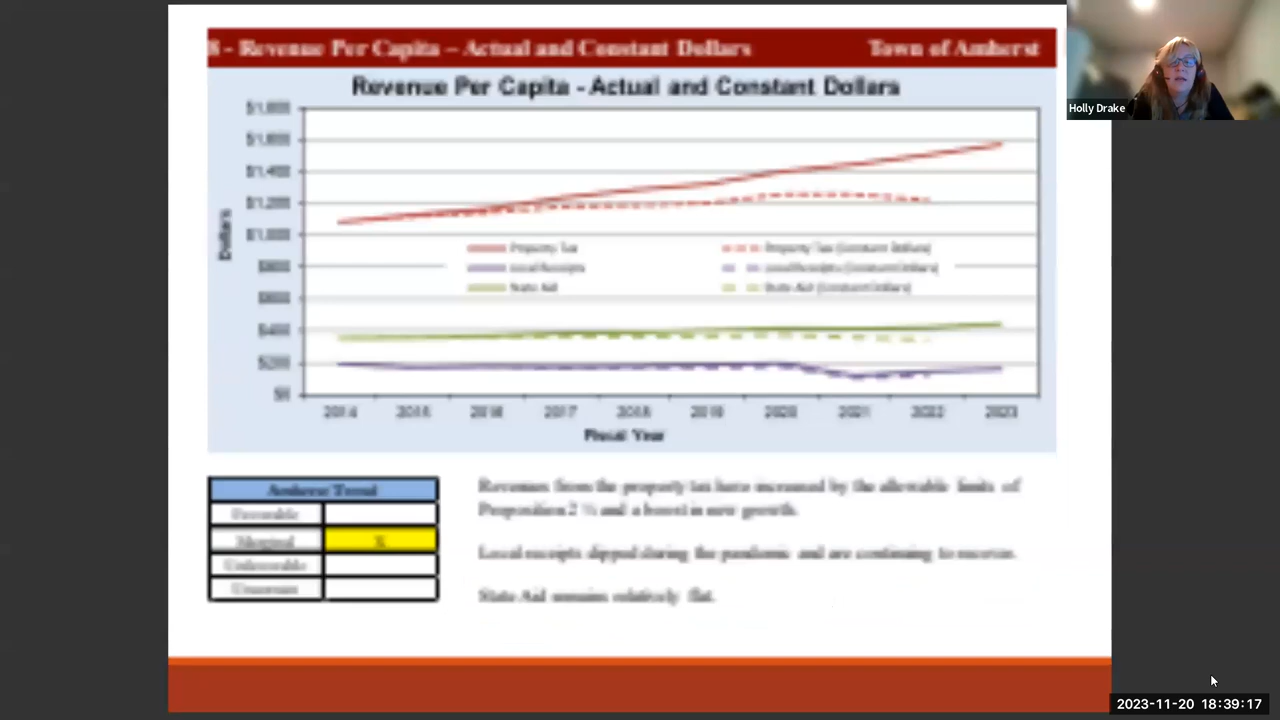 8 - Revenue Per Capita – Actual and Constant Dollars Town of Amherst
Revenue Per Capita - Actual and Constant Dollars
$1,800
$1,600
$1,400
$1,200
$1,000
$800
$600
$400
$200
$0
Dollars
Property Tax Property Tax (Constant Dollars)
Local Receipts Local Receipts (Constant Dollars)
State Aid State Aid (Constant Dollars)
2014 2015 2016 2017 2018 2019 2020 2021 2022 2023
Fiscal Year
Amherst Trend
Favorable
Marginal X
Unfavorable
Uncertain
Revenues from the property tax have increased by the allowable limits of
Proposition 2 ½ and a boost in new growth.
Local receipts dipped during the pandemic and are continuing to recover.
State Aid remains relatively flat.
Holly Drake
2023-11-20 18:39:17